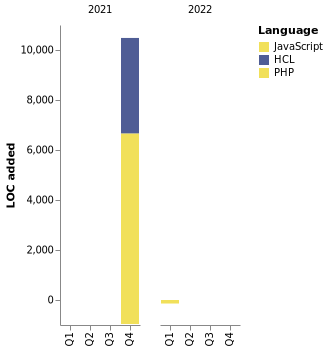 2021 2022
Language
JavaScript
HCL
PHP
LOC added
10,000
8,000
6,000
4,000
2,000
0
Q1 Q2 Q3 Q4 Q1 Q2 Q3 Q4